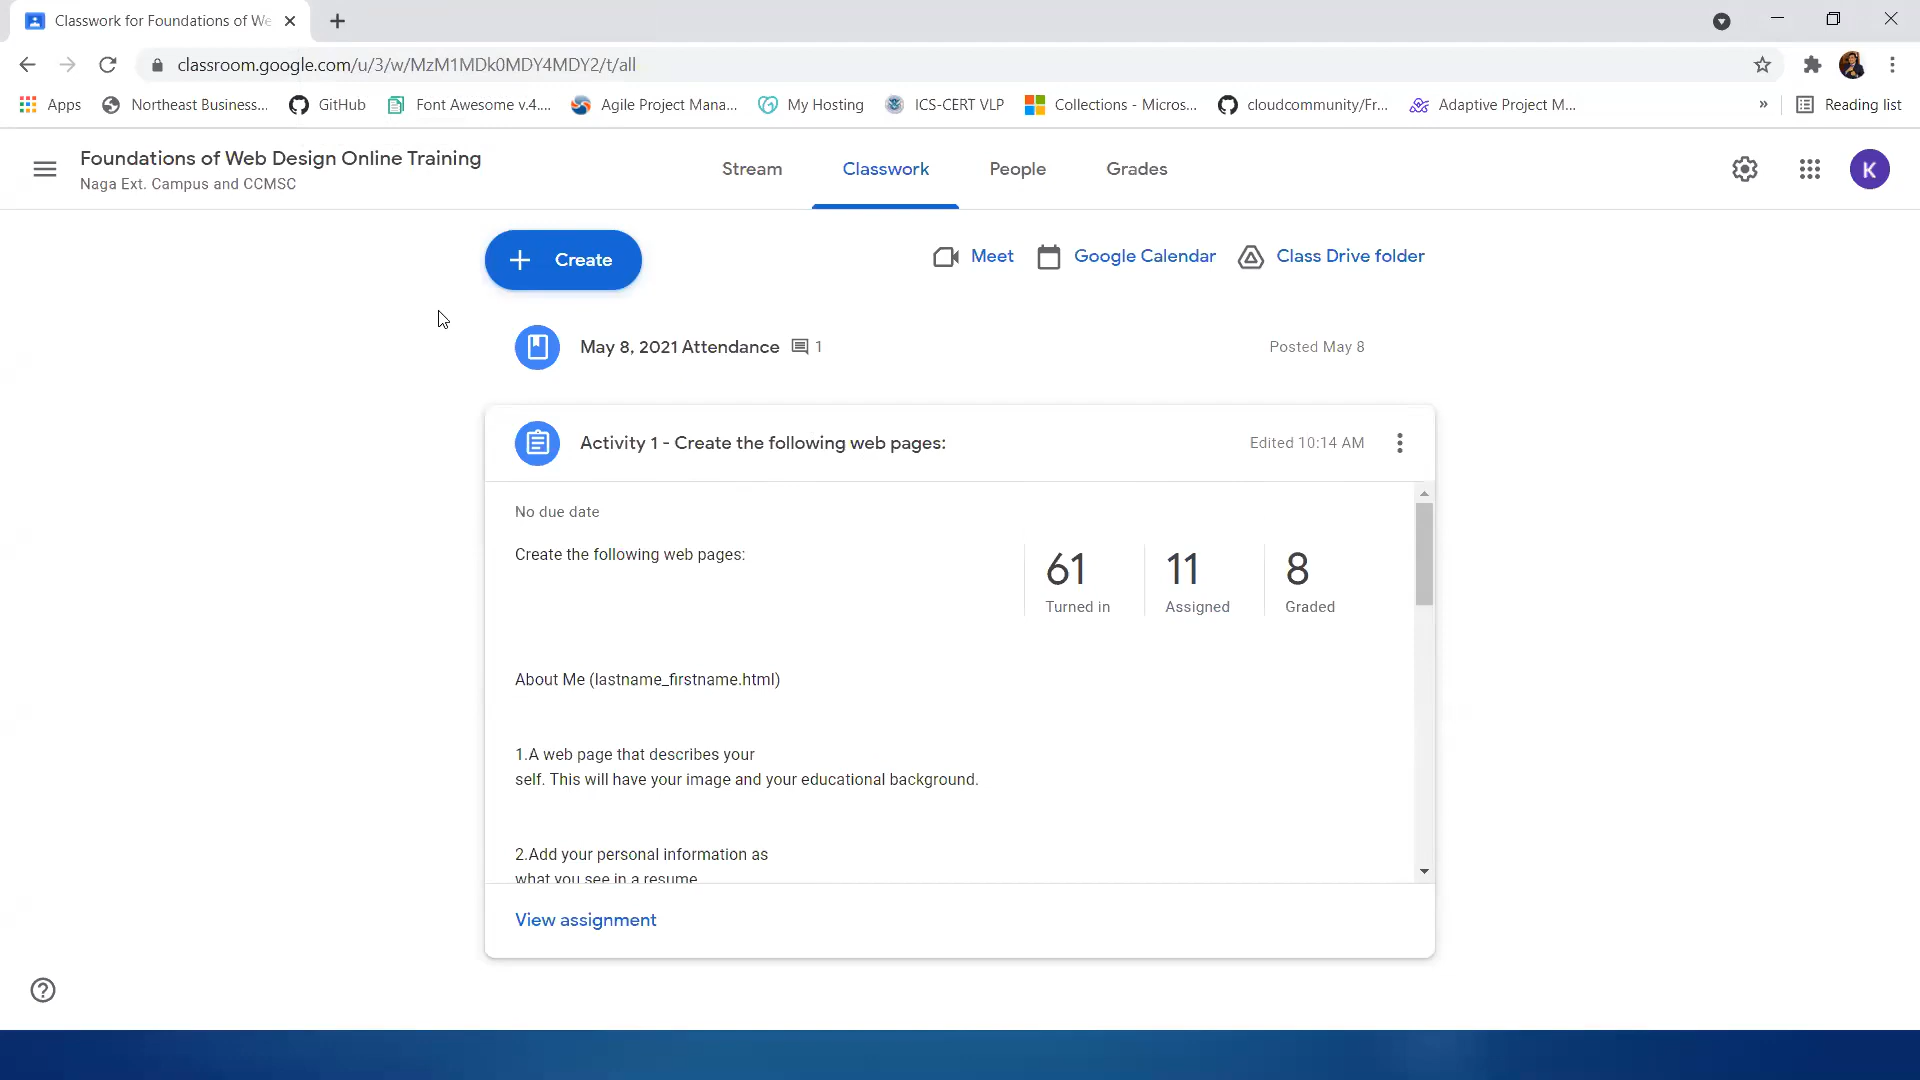 Classwork for Foundations of We
classroom.google.com/u/3/w/MzM1MDk0MDY4MDY2/t/all
Apps Northeast Business... GitHub Font Awesome v.4.... Agile Project Mana... My Hosting ICS-CERT VLP Collections - Micros... cloudcommunity/Fr... Adaptive Project M... » Reading list
Foundations of Web Design Online Training
Naga Ext. Campus and CCMSC
Stream Classwork People Grades
K
Create
Meet Google Calendar Class Drive folder
May 8, 2021 Attendance 1 Posted May 8
Activity 1 - Create the following web pages: Edited 10:14 AM
No due date
Create the following web pages:
61 11 8
Turned in Assigned Graded
About Me (lastname_firstname.html)
1.A web page that describes your
self. This will have your image and your educational background.
2.Add your personal information as
what you see in a resume
View assignment